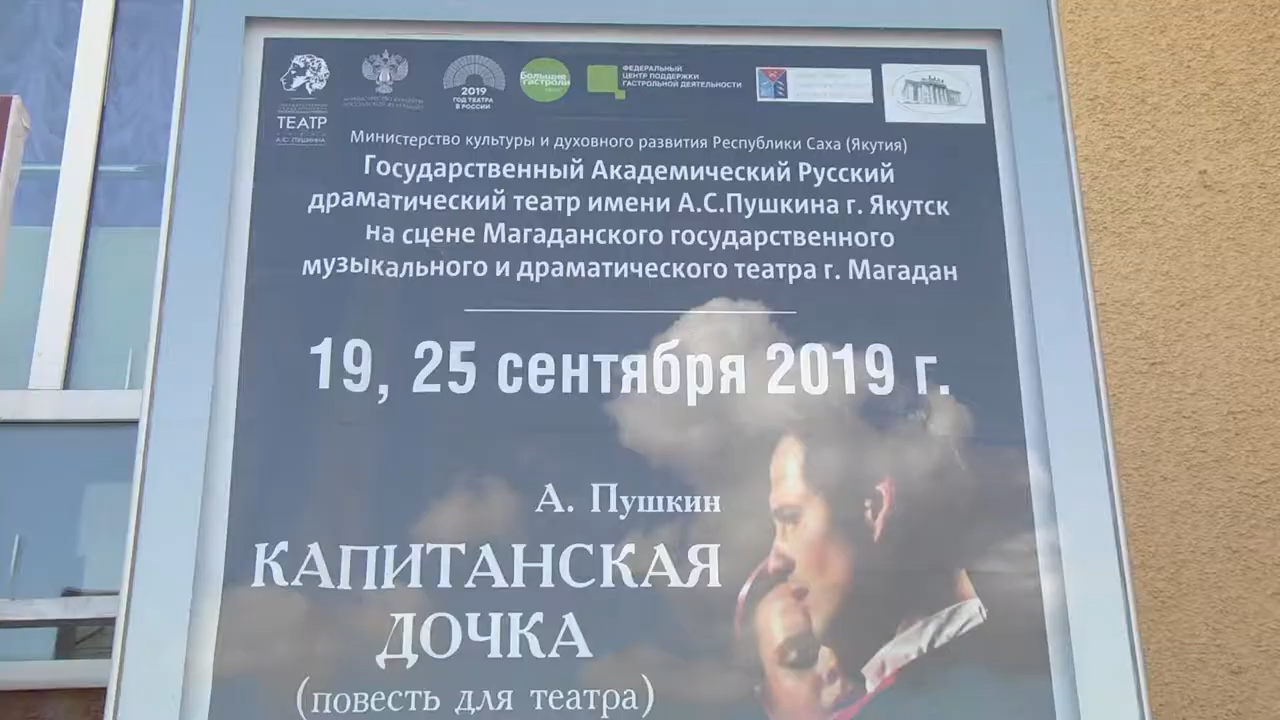 ТЕАТР
А.С. ПУШКИНА
2019
ГОД ТЕАТРА
В РОССИИ
Большие
гастроли
ФЕДЕРАЛЬНЫЙ
ЦЕНТР ПОДДЕРЖКИ
ГАСТРОЛЬНОЙ ДЕЯТЕЛЬНОСТИ
Министерство культуры и духовного развития Республики Саха (Якутия)
Государственный Академический Русский
драматический театр имени А.С.Пушкина г. Якутск
на сцене Магаданского государственного
музыкального и драматического театра г. Магадан
19, 25 сентября 2019 г.
А. Пушкин
КАПИТАНСКАЯ
ДОЧКА
(повесть для театра)